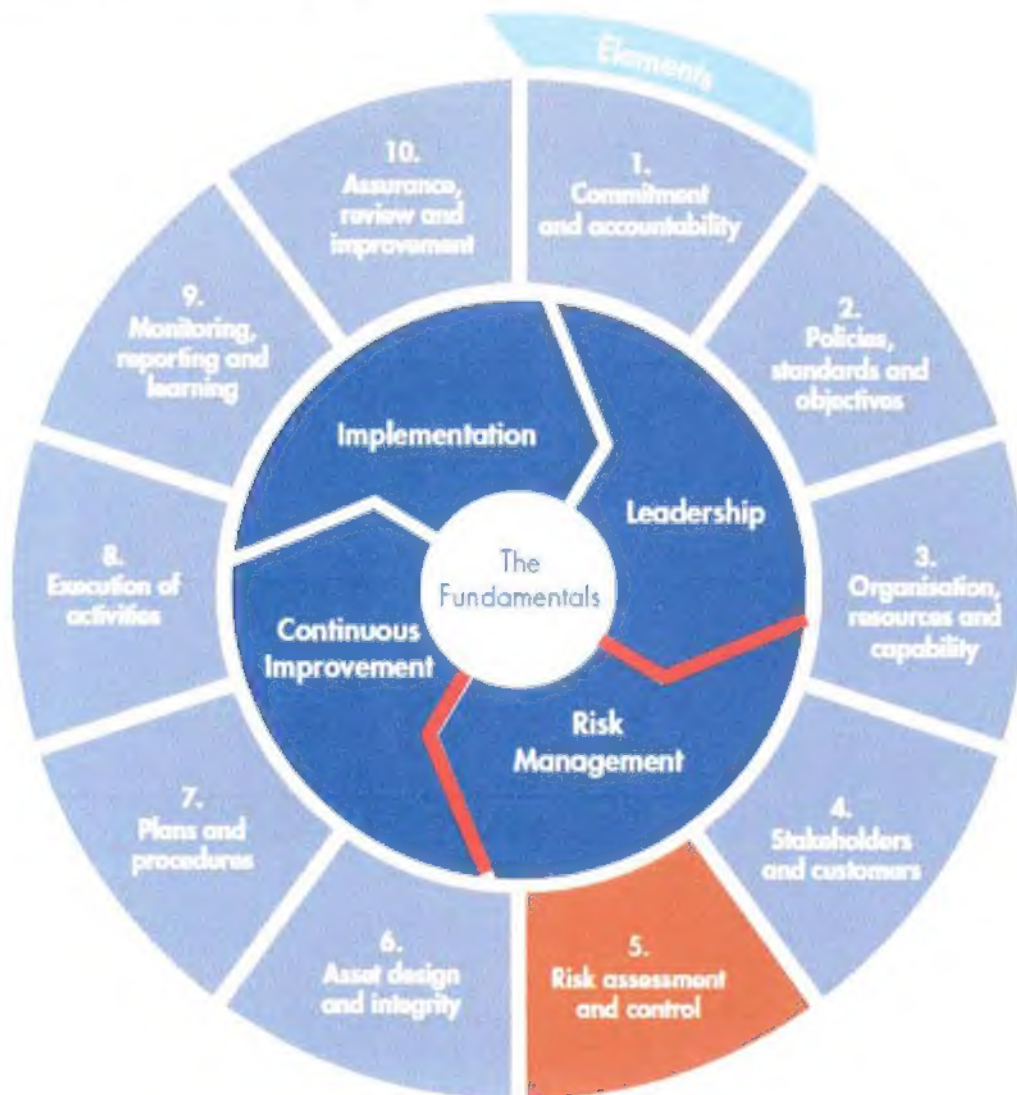 Elements
1.
Commitment
and accountability
2.
Policies,
standards and
objectives
3.
Organisation,
resources and
capability
4.
Stakeholders
and customers
5.
Risk assessment
and control
6.
Asset design
and integrity
7.
Plans and
procedures
8.
Execution of
activities
9.
Monitoring,
reporting and
learning
10.
Assurance,
review and
improvement
Implementation
Leadership
The
Fundamentals
Continuous
Improvement
Risk
Management